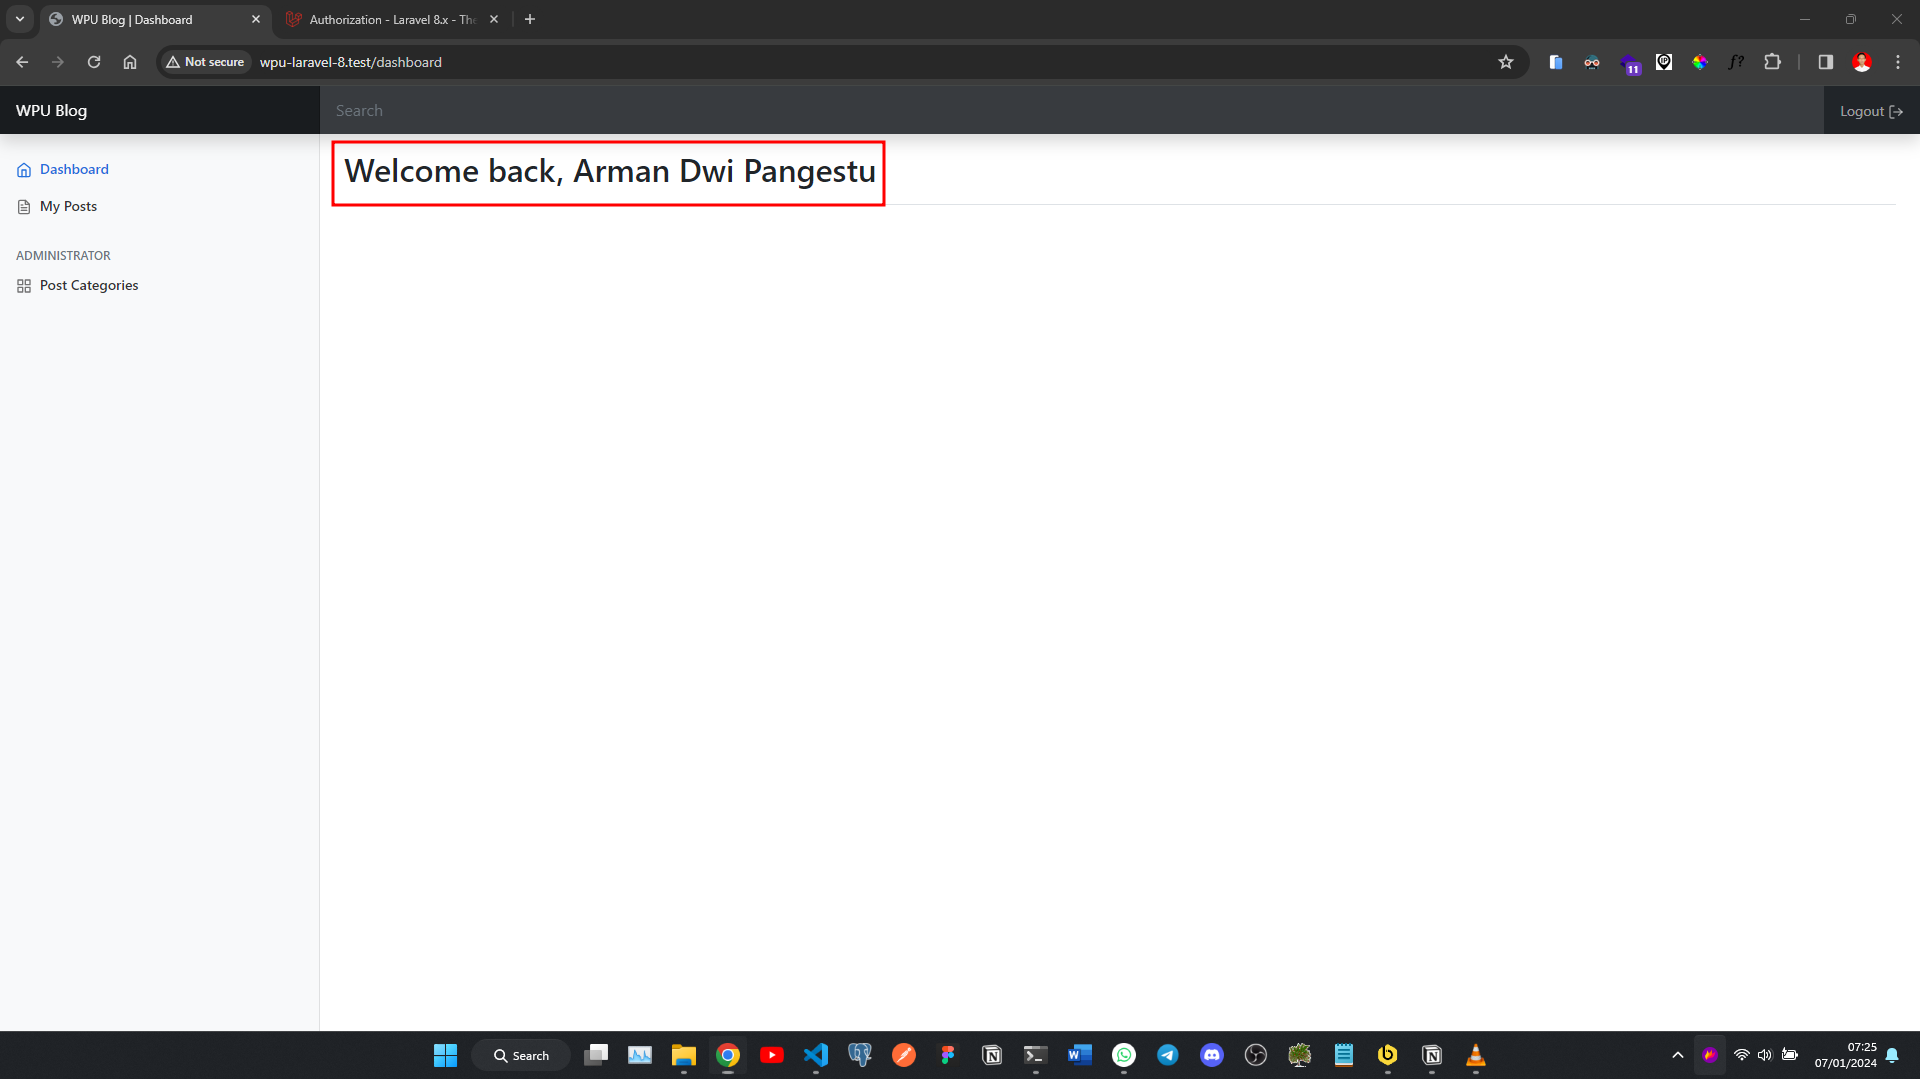 WPU Blog | Dashboard
Authorization - Laravel 8.x - The
Not secure
wpu-laravel-8.test/dashboard
11
f?
WPU Blog
Search
Logout
Welcome back, Arman Dwi Pangestu
Dashboard
My Posts
ADMINISTRATOR
Post Categories
Search
07:25
07/01/2024